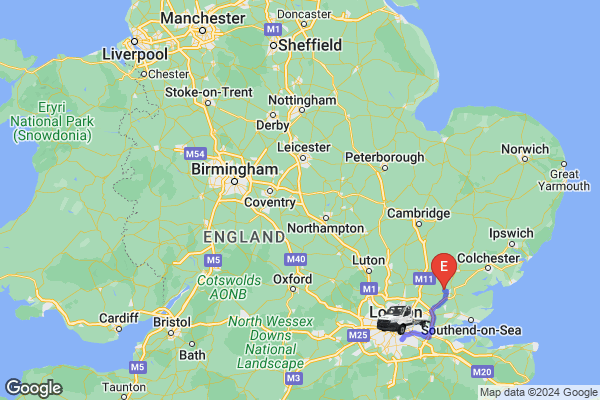 Doncaster
Manchester
M1
Liverpool
Sheffield
Chester
Eryri
National Park
(Snowdonia)
Stoke-on-Trent
Nottingham
Derby
M54
Leicester
Peterborough
Norwich
Birmingham
Great
Yarmouth
Coventry
Cambridge
Northampton
Ipswich
ENGLAND
M5
M40
Luton
M11
E
Colchester
Cotswolds
AONB
Oxford
M1
Cardiff
Bristol
North Wessex
Downs
National
Landscape
M25
Southend-on-Sea
Bath
M5
M3
M20
Taunton
Google
Google
Map data ©2024 Google